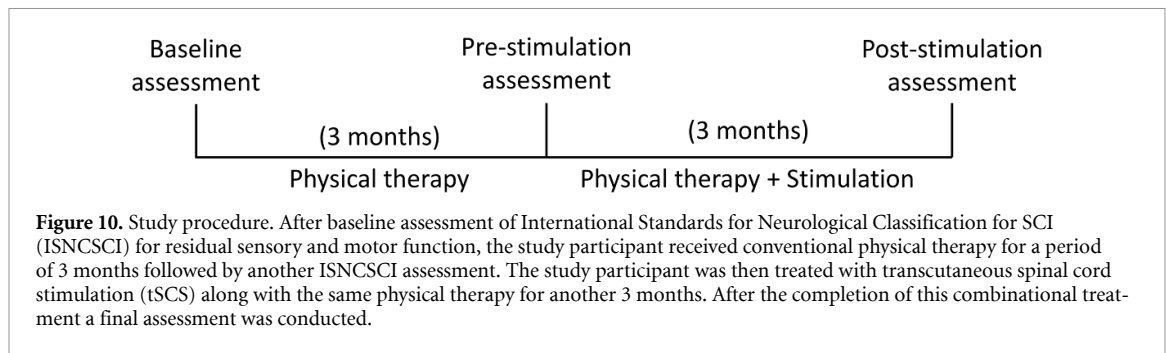 Baseline assessment
Pre-stimulation assessment
Post-stimulation assessment
(3 months)
(3 months)
Physical therapy
Physical therapy + Stimulation
Figure 10. Study procedure. After baseline assessment of International Standards for Neurological Classification for SCI
(ISNCSCI) for residual sensory and motor function, the study participant received conventional physical therapy for a period
of 3 months followed by another ISNCSCI assessment. The study participant was then treated with transcutaneous spinal cord
stimulation (tSCS) along with the same physical therapy for another 3 months. After the completion of this combinational treat-
ment a final assessment was conducted.